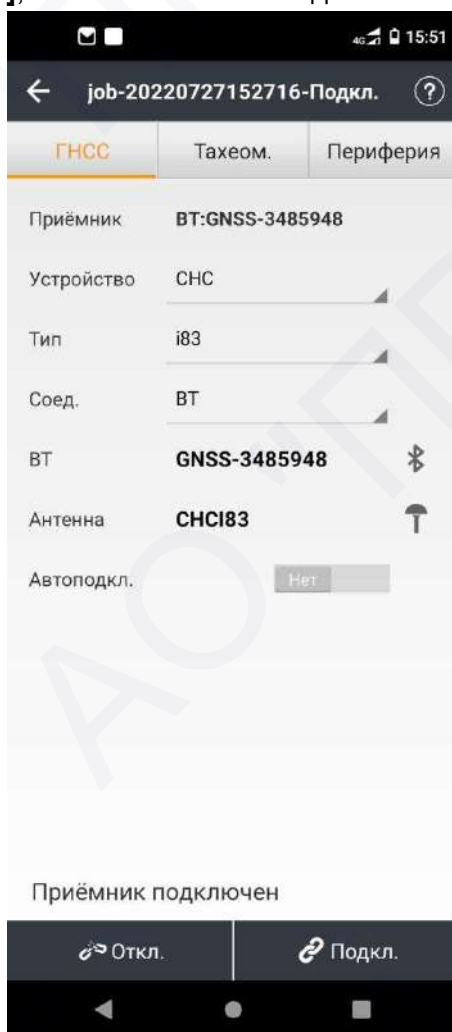 4G 15:51
job-20220727152716-Подкл. ?
ГНСС Тахеом. Периферия
Приёмник BT:GNSS-3485948
Устройство CHC
Тип i83
Соед. BT
BT GNSS-3485948
Антенна CHCI83
Автоподкл. Нет
Приёмник подключен
Откл. Подкл.